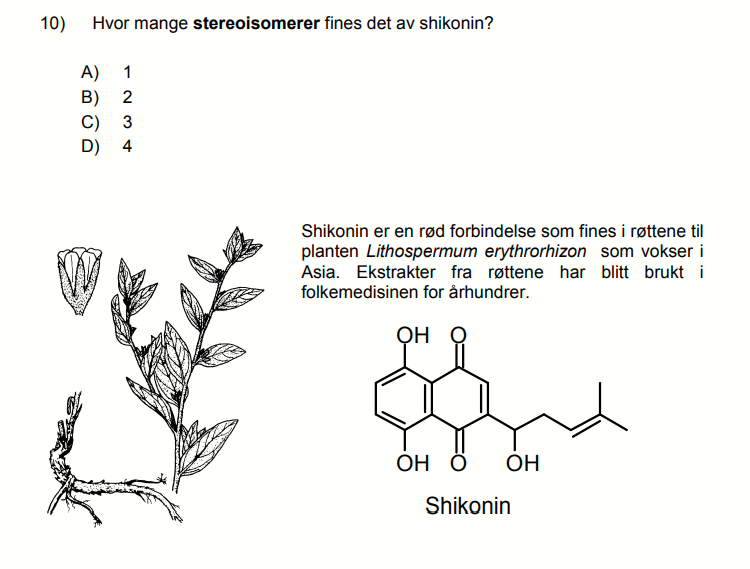 10) Hvor mange stereoisomerer fines det av shikonin?
A) 1
B) 2
C) 3
D) 4
Shikonin er en rød forbindelse som fines i røttene til
planten Lithospermum erythrorhizon som vokser i
Asia. Ekstrakter fra røttene har blitt brukt i
folkemedisinen for århundrer.
OH O
OH O OH
Shikonin